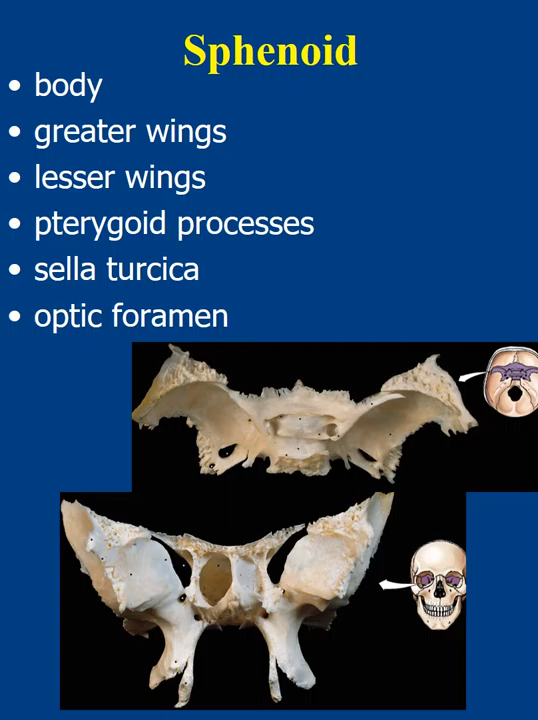 Sphenoid
• body
• greater wings
• lesser wings
• pterygoid processes
• sella turcica
• optic foramen